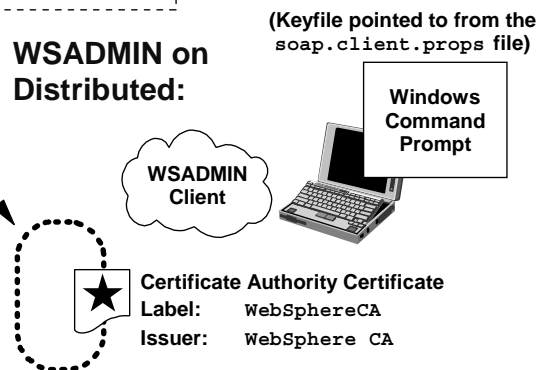 (Keyfile pointed to from the
soap.client.props file)
WSADMIN on
Distributed:
Windows
Command
Prompt
WSADMIN
Client
Certificate Authority Certificate
Label: WebSphereCA
Issuer: WebSphere CA